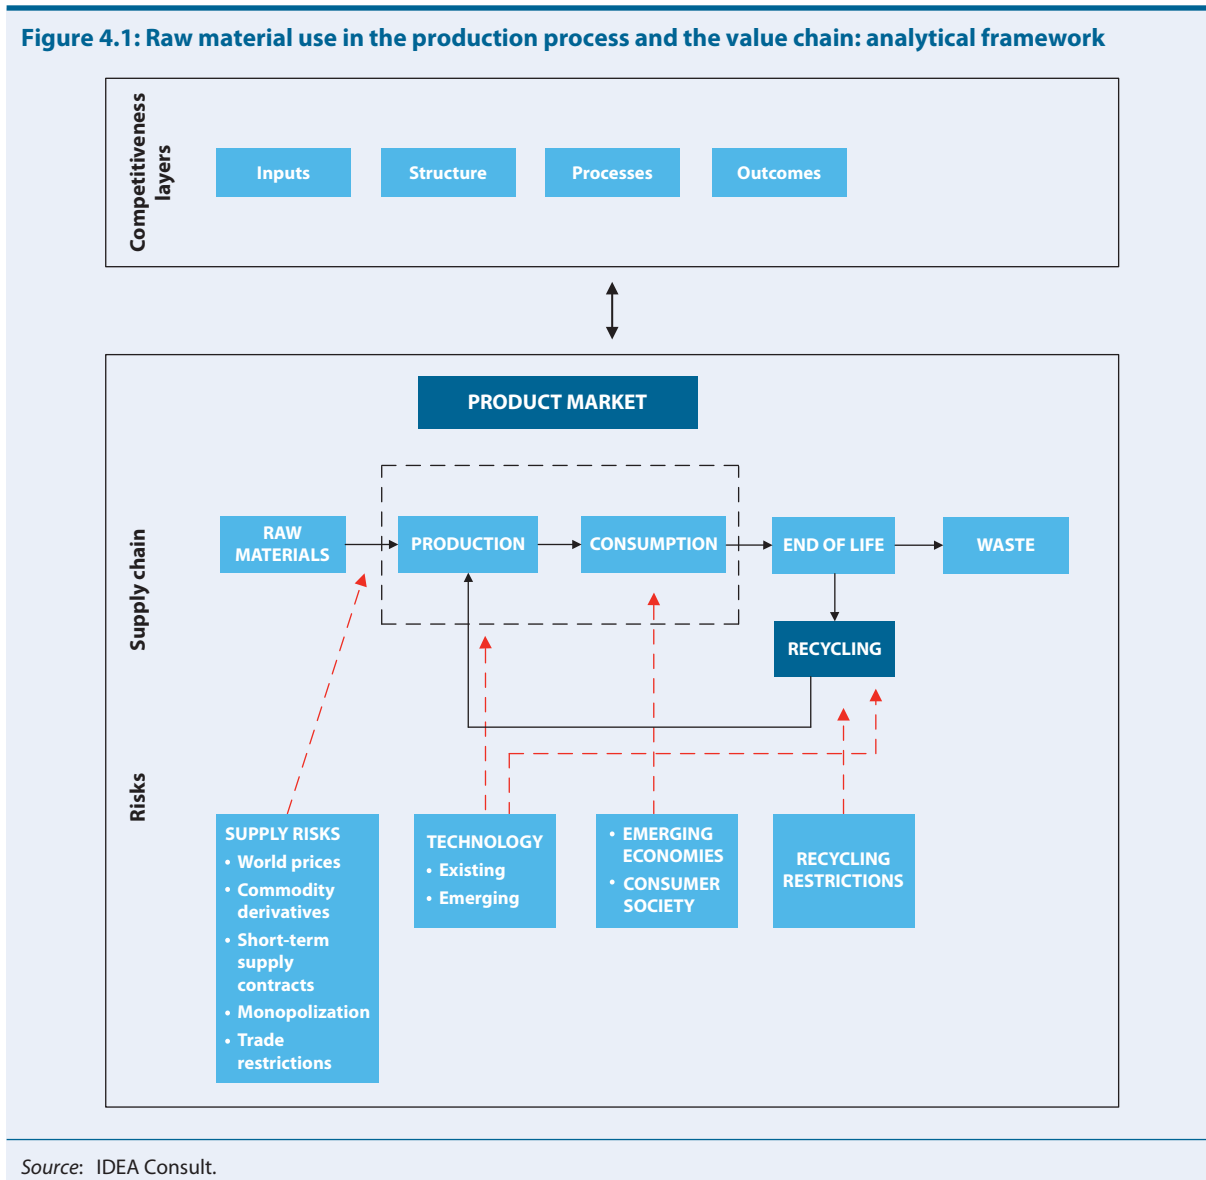 Figure 4.1: Raw material use in the production process and the value chain: analytical framework
Competitiveness
layers
Inputs
Structure
Processes
Outcomes
PRODUCT MARKET
Supply chain
RAW
MATERIALS
PRODUCTION
CONSUMPTION
END OF LIFE
WASTE
RECYCLING
Risks
SUPPLY RISKS
• World prices
• Commodity
derivatives
• Short-term
supply
contracts
• Monopolization
• Trade
restrictions
TECHNOLOGY
• Existing
• Emerging
• EMERGING
ECONOMIES
• CONSUMER
SOCIETY
RECYCLING
RESTRICTIONS
Source: IDEA Consult.